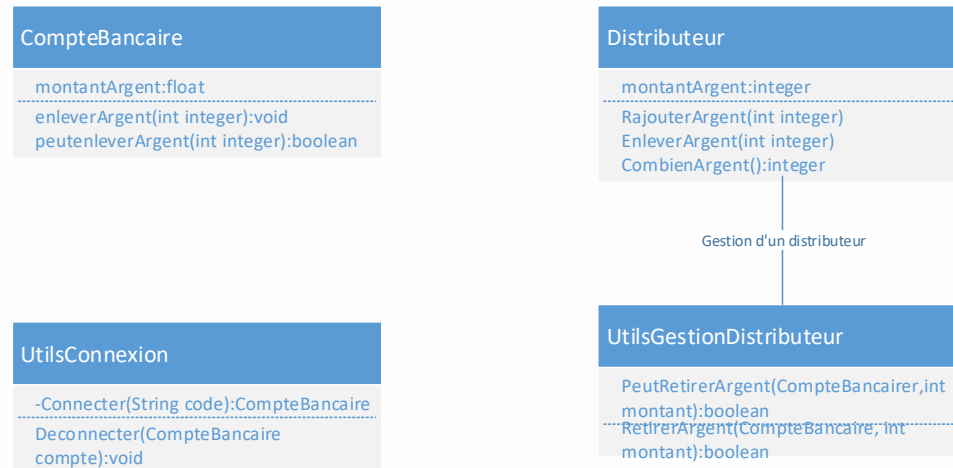 CompteBancaire
montantArgent:float
enleverArgent(int integer):void
peutenleverArgent(int integer):boolean
Distributeur
montantArgent:integer
RajouterArgent(int integer)
EnleverArgent(int integer)
CombienArgent():integer
Gestion d'un distributeur
UtilsConnexion
-Connecter(String code):CompteBancaire
Deconnecter(CompteBancaire
compte):void
UtilsGestionDistributeur
PeutRetirerArgent(CompteBancairer,int
montant):boolean
RetirerArgent(CompteBancaire, int
montant):boolean